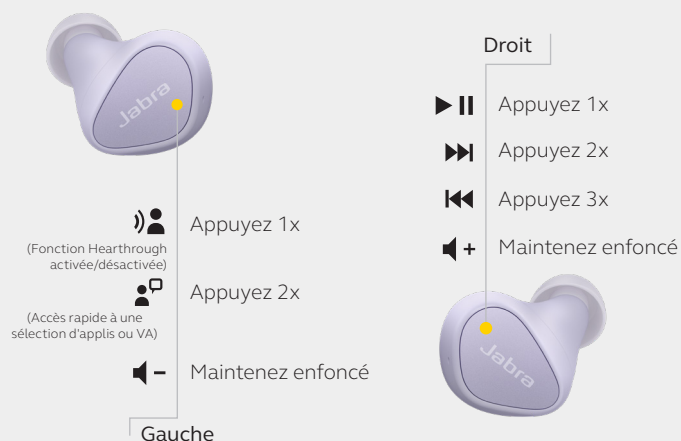 Jabra
Appuyez 1x
(Fonction Hearthrough
activée/désactivée)
Appuyez 2x
(Accès rapide à une
sélection d'applis ou VA)
Maintenez enfoncé
Gauche
Droit
Appuyez 1x
Appuyez 2x
Appuyez 3x
Maintenez enfoncé
Jabra